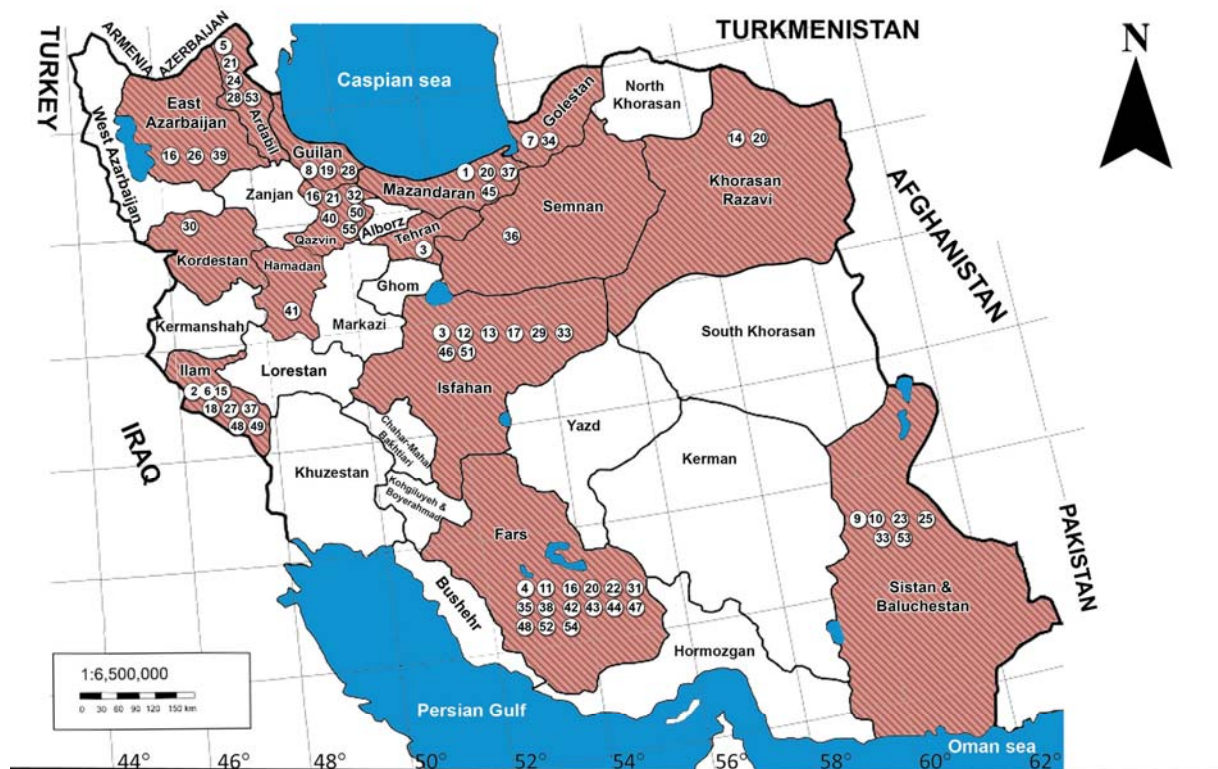 TURKMENISTAN
N
ARMENIA
AZERBAIJAN
TURKEY
Caspian sea
5
21
24
28 53
East
Azarbaijan
Ardabil
16 26 39
West Azarbaijan
Golestan
7 34
North
Khorasan
14 20
Khorasan
Razavi
Guilan
8 19 28
1 20 37
Mazandaran
45
Zanjan
16 21 32
40 50
55
Qazvin
Alborz
Tehran
3
Semnan
36
AFGHANISTAN
30
Kordestan
Hamadan
41
Ghom
Kermanshah
Markazi
3 12 13 17 29 33
46 51
Isfahan
South Khorasan
Ilam
2 6 15
18 27 37
48 49
Lorestan
IRAQ
Chahar-Mahal
Bakhtiari
Yazd
Kerman
Khuzestan
Kohgiluyeh &
Boyerahmad
Fars
9 10 23 25
33 53
PAKISTAN
4 11 16 20 22 31
35 38 42 43 44 47
48 52 54
Sistan &
Baluchestan
Bushehr
Hormozgan
1:6,500,000
0 30 60 90 120 150 km
Persian Gulf
Oman sea
44° 46° 48° 50° 52° 54° 56° 58° 60° 62°